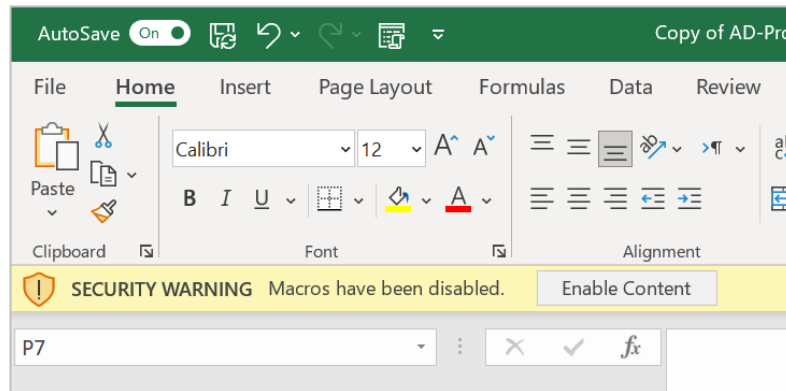 AutoSave On Copy of AD-Pro
File Home Insert Page Layout Formulas Data Review
Calibri 12 A A
ab
Paste
B I U A
Clipboard Font Alignment
SECURITY WARNING Macros have been disabled. Enable Content
P7 fx